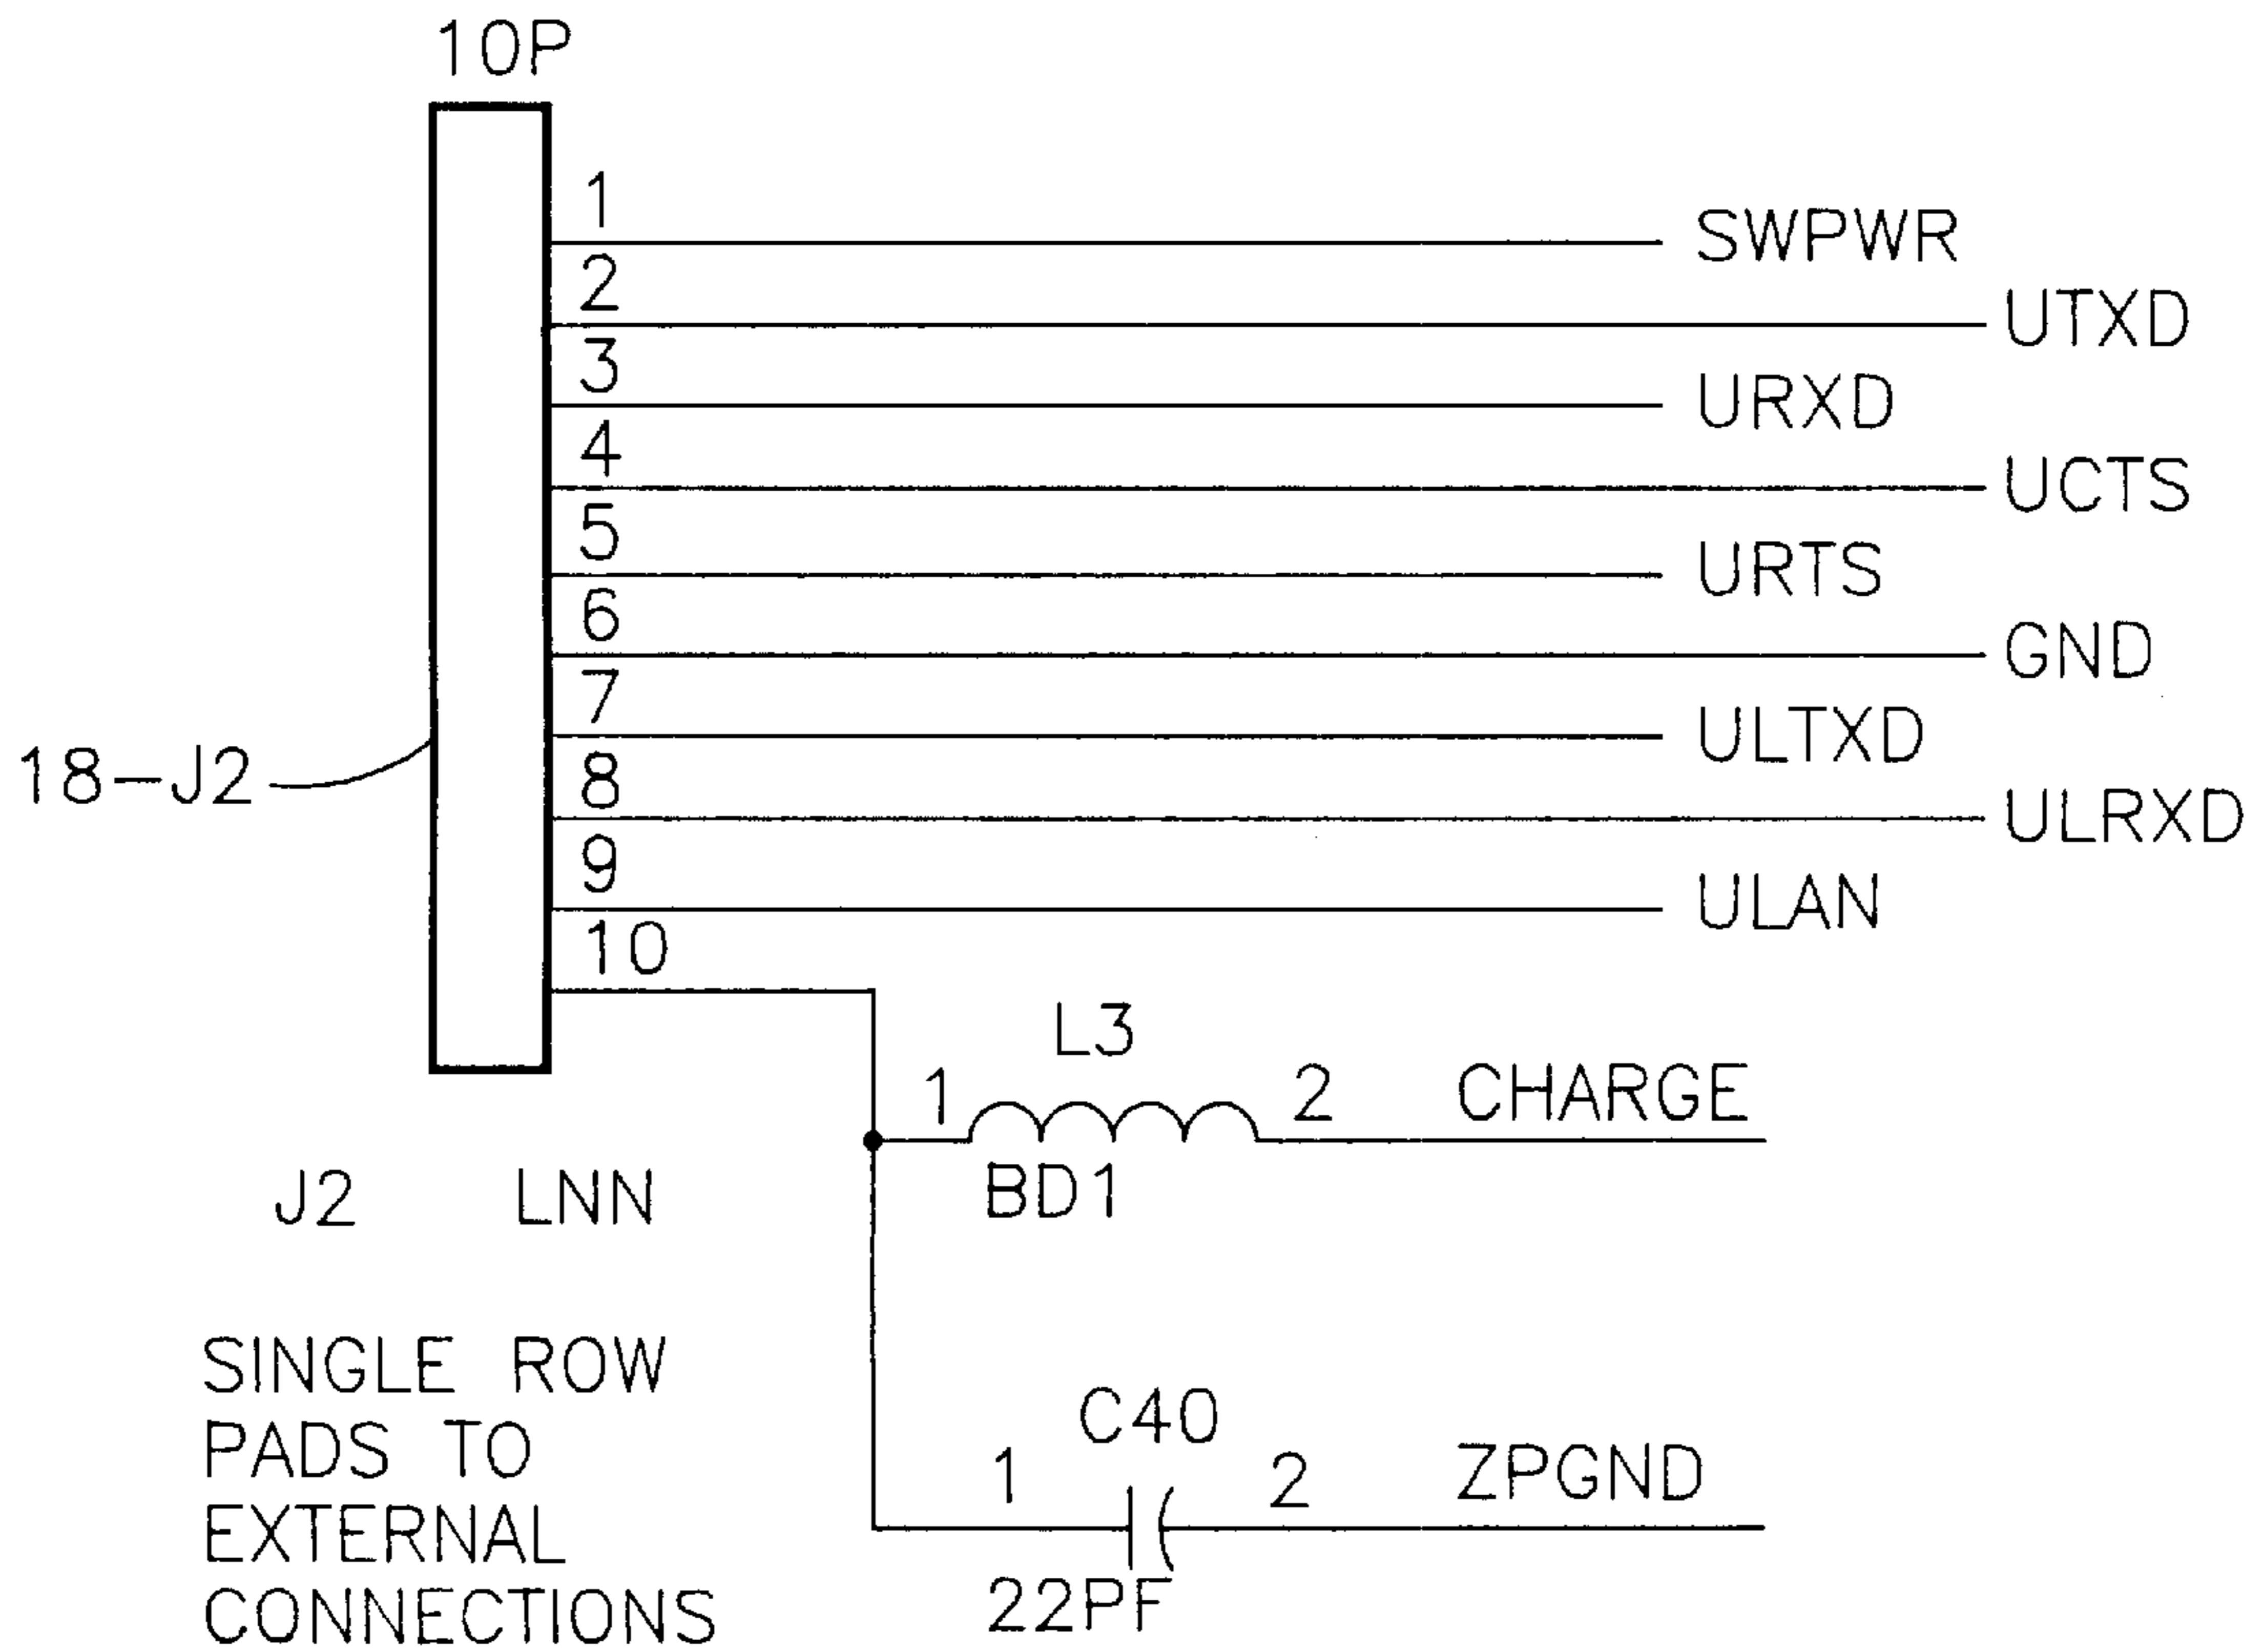 10P
1
SWPWR
2
UTXD
3
URXD
4
UCTS
5
URTS
6
GND
7
ULTXD
18-J2
8
ULRXD
9
ULAN
10
L3
1
2
CHARGE
BD1
J2 LNN
SINGLE ROW
PADS TO
EXTERNAL
CONNECTIONS
C40
1
2
ZPGND
22PF